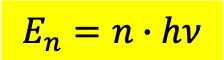 Eₙ = n · hν